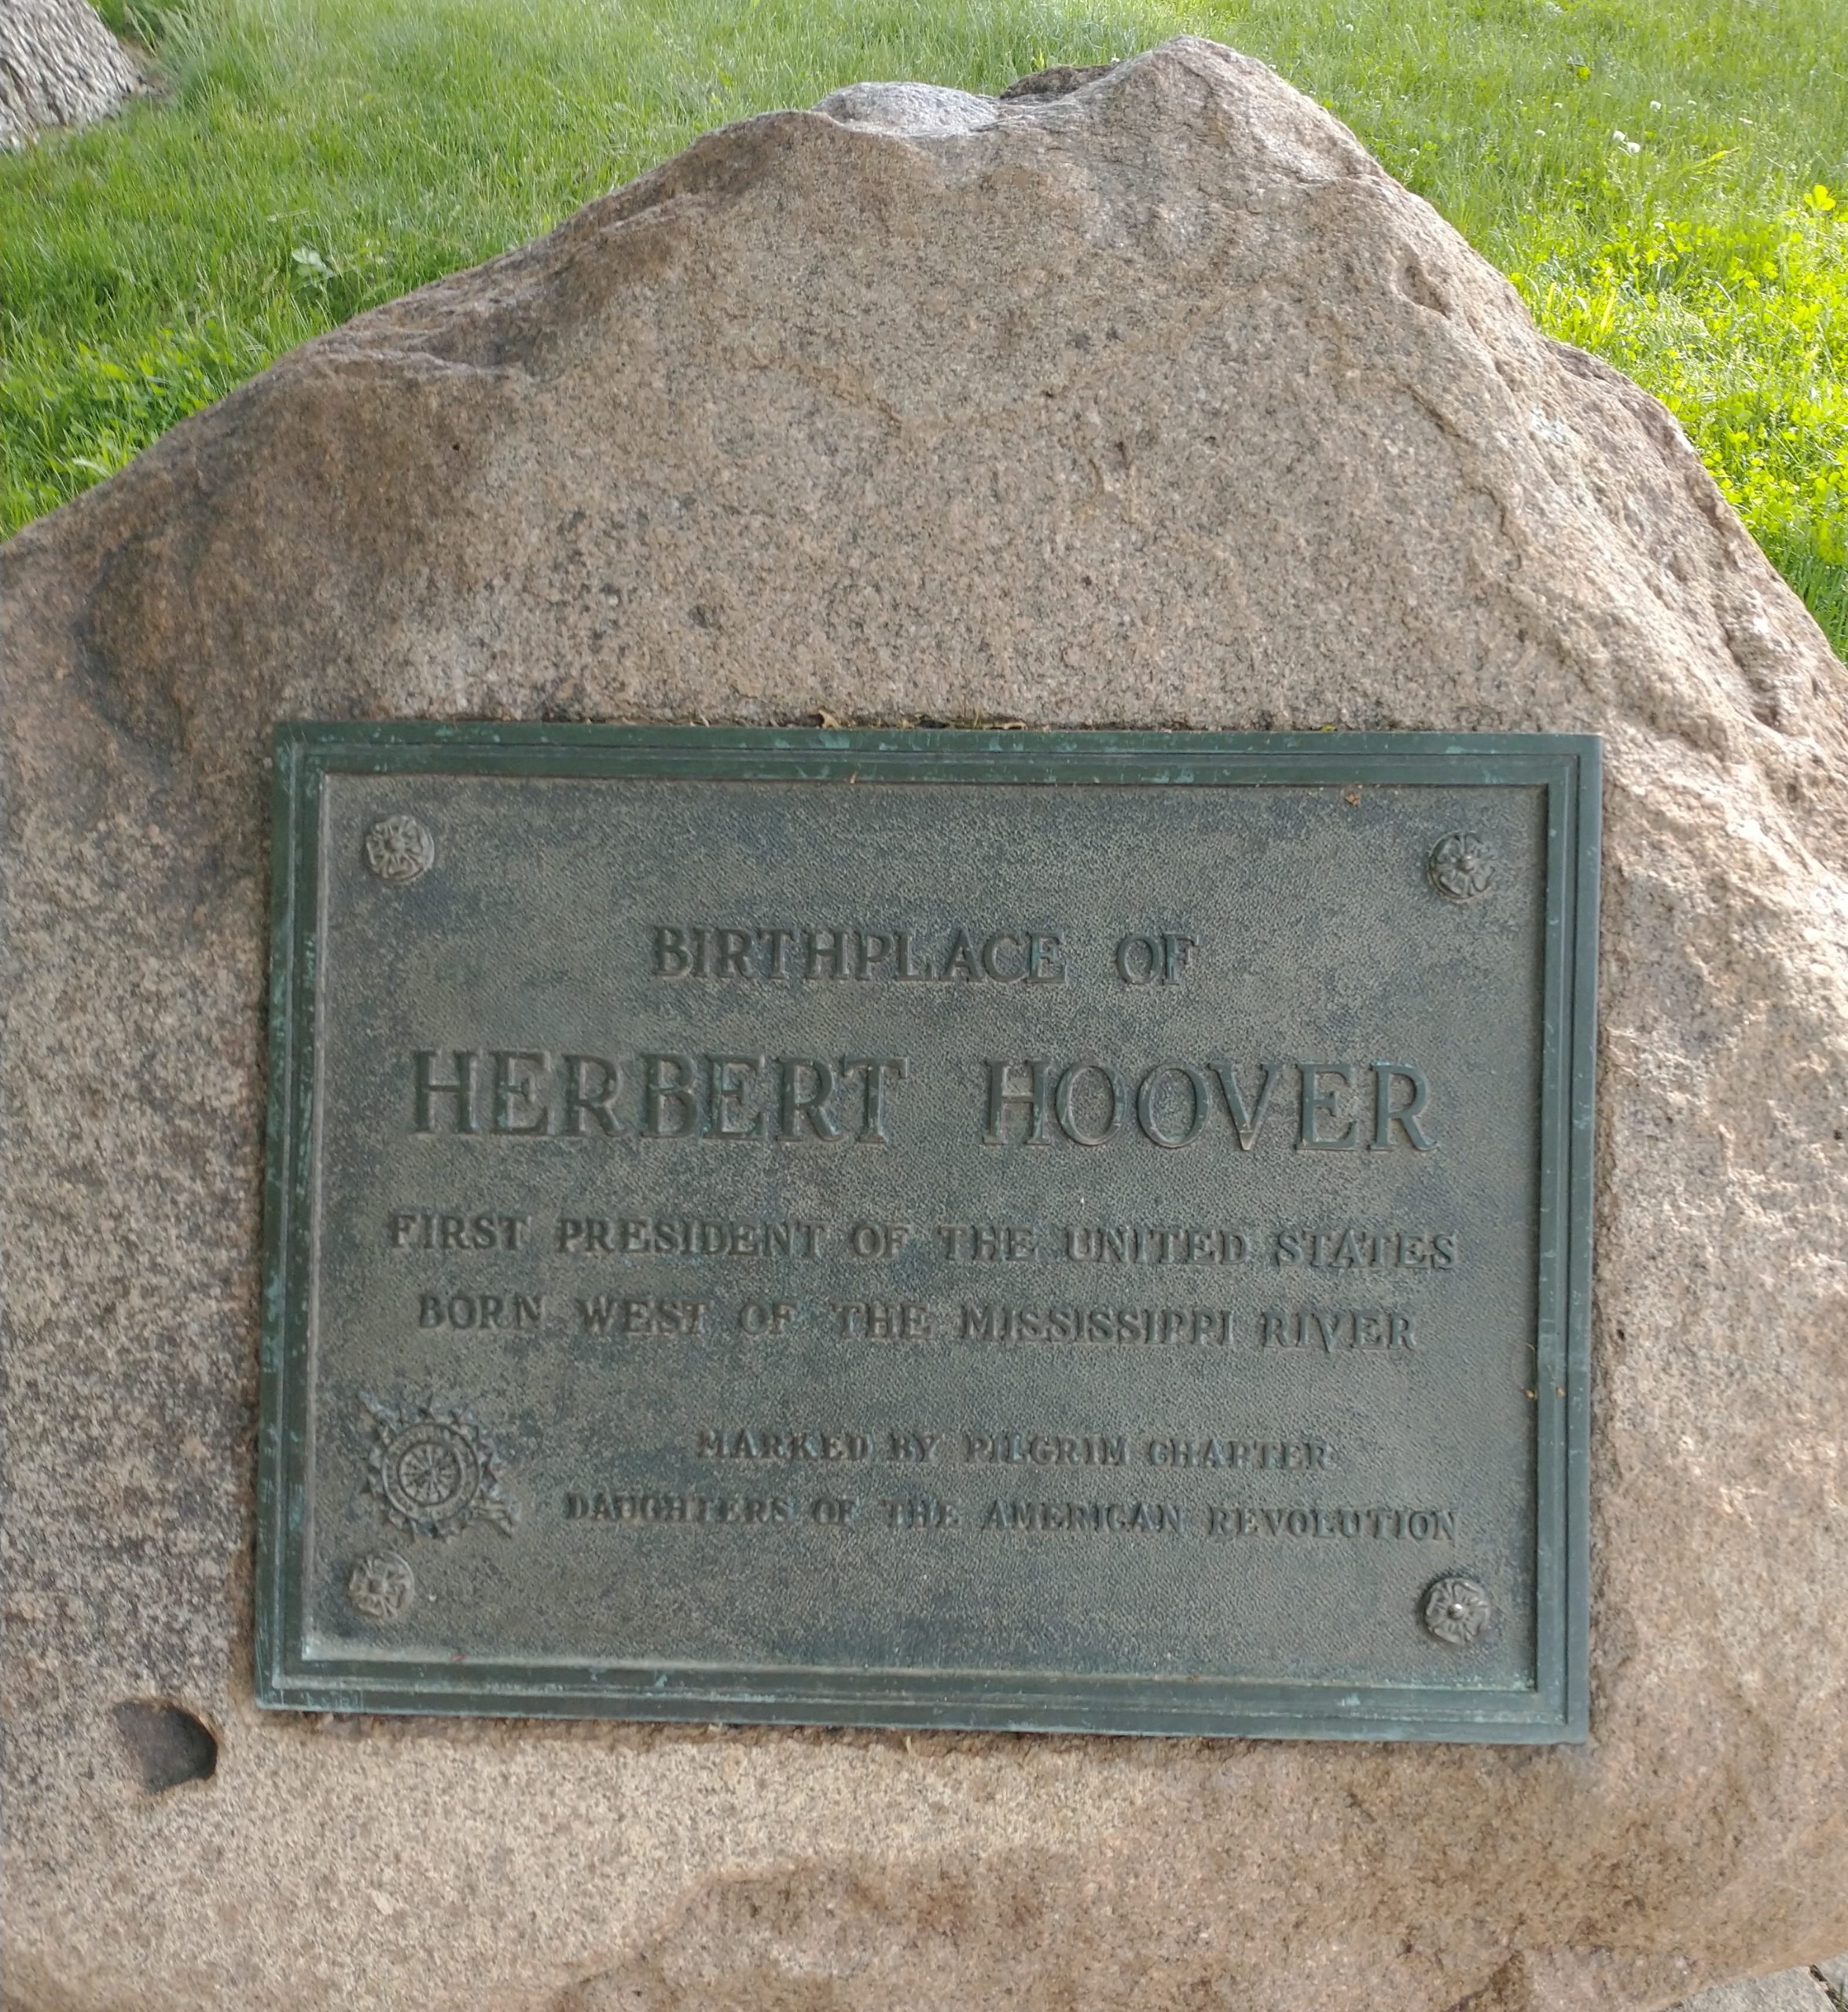 BIRTHPLACE OF
HERBERT HOOVER
FIRST PRESIDENT OF THE UNITED STATES
BORN WEST OF THE MISSISSIPPI RIVER
MARKED BY PILGRIM CHAPTER
DAUGHTERS OF THE AMERICAN REVOLUTION